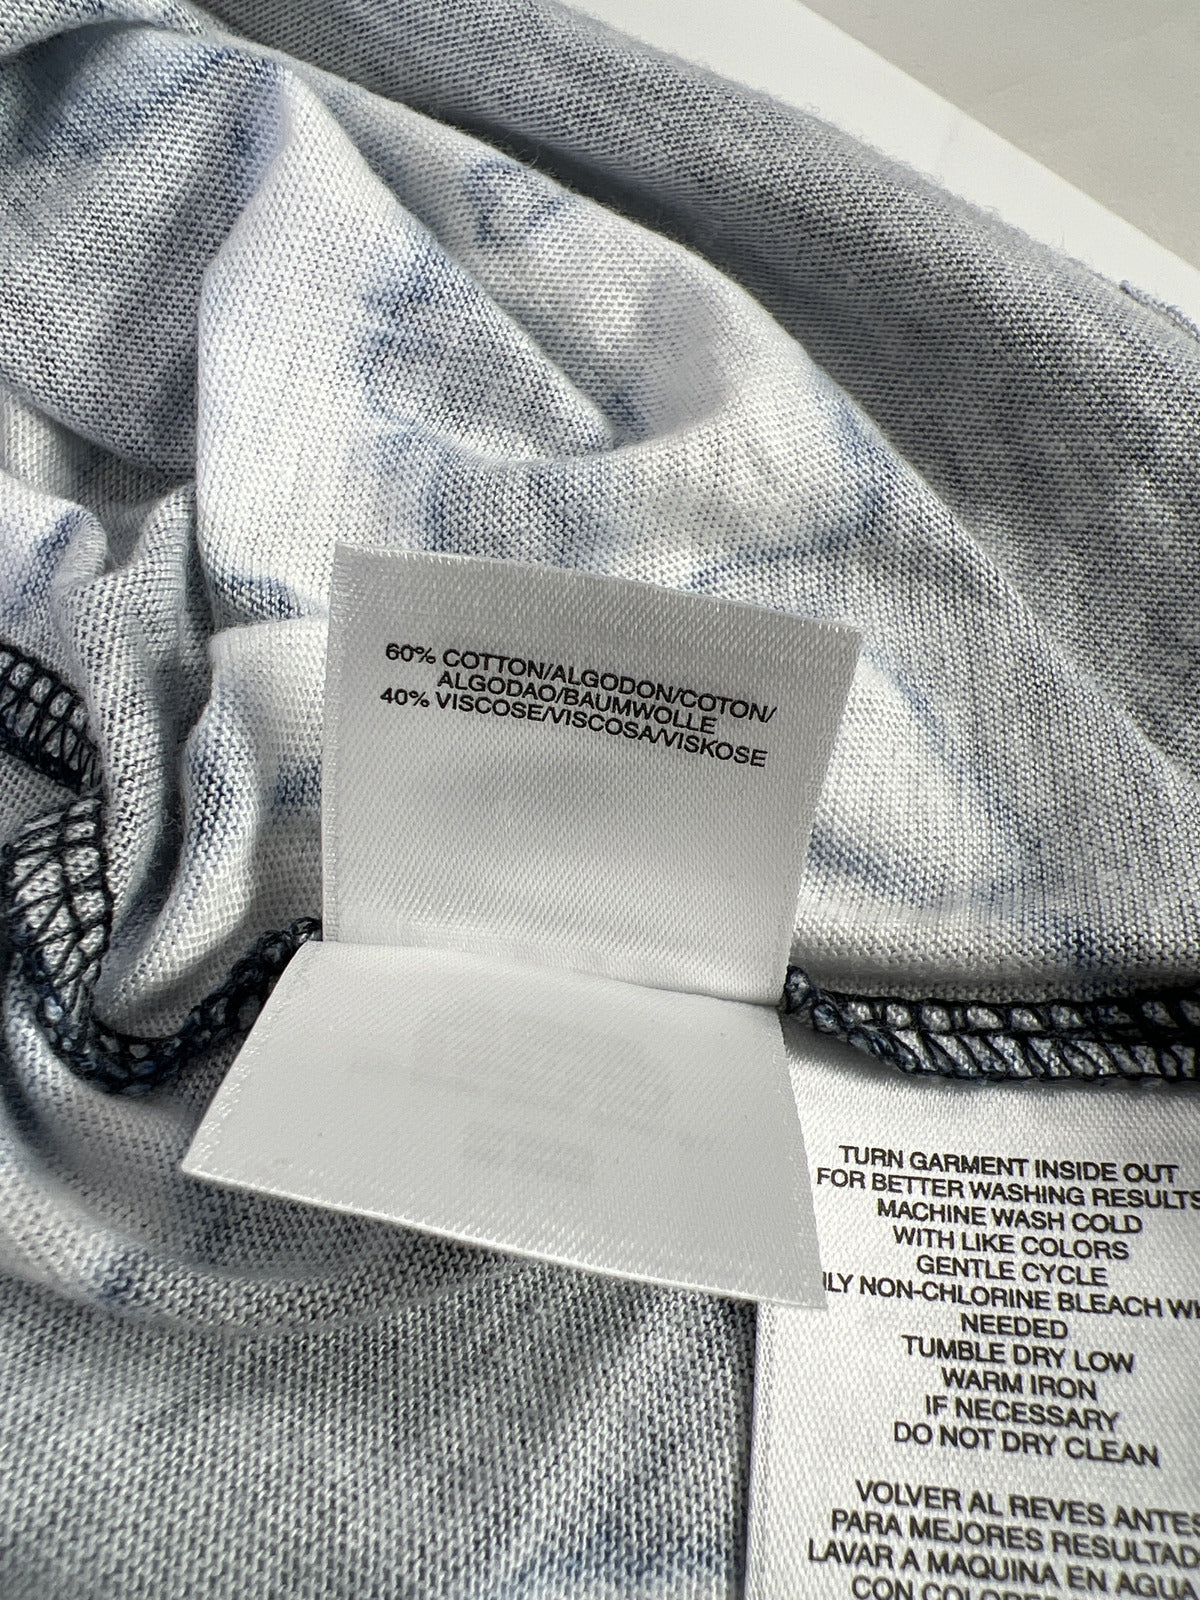 60% COTTON/ALGODON/COTON/
ALGODAO/BAUMWOLLE
40% VISCOSE/VISCOSA/VISKOSE
TURN GARMENT INSIDE OUT
FOR BETTER WASHING RESULTS
MACHINE WASH COLD
WITH LIKE COLORS
GENTLE CYCLE
NON-CHLORINE BLEACH
NEEDED
TUMBLE DRY LOW
WARM IRON
IF NECESSARY
DO NOT DRY CLEAN
VOLVER AL REVES ANTES
PARA MEJORES
LAVAR A MAQUINA EN AGUA
CON